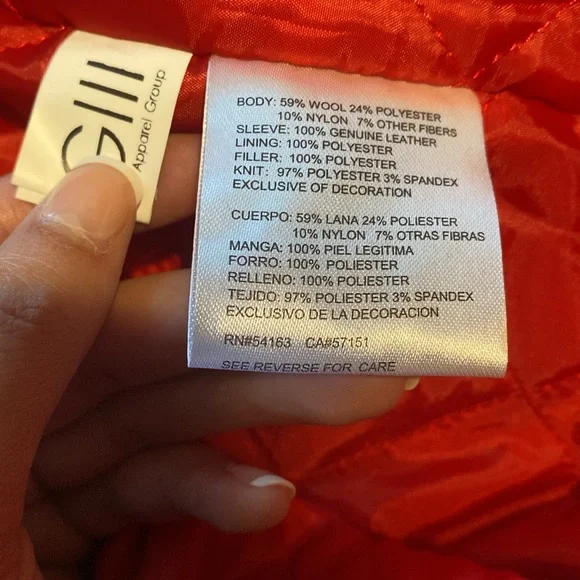 GIII
Apparel Group
BODY: 59% WOOL 24% POLYESTER
10% NYLON 7% OTHER FIBERS
SLEEVE: 100% GENUINE LEATHER
LINING: 100% POLYESTER
FILLER: 100% POLYESTER
KNIT: 97% POLYESTER 3% SPANDEX
EXCLUSIVE OF DECORATION
CUERPO: 59% LANA 24% POLIESTER
10% NYLON 7% OTRAS FIBRAS
MANGA: 100% PIEL LEGITIMA
FORRO: 100% POLIESTER
RELLENO: 100% POLIESTER
TEJIDO: 97% POLIESTER 3% SPANDEX
EXCLUSIVO DE LA DECORACION
RN#54163 CA#57151
SEE REVERSE FOR CARE